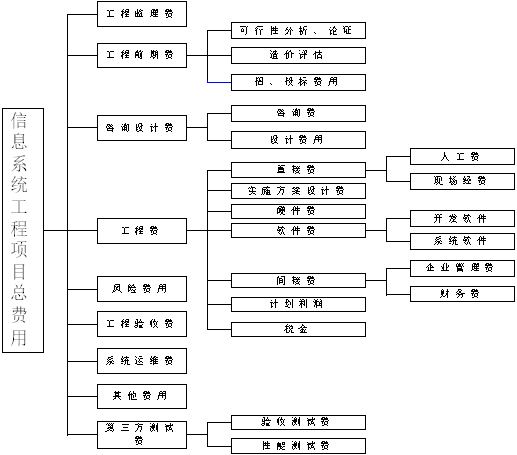 信息系统工程项目总费用
工程监理费
工程前期费
可行性分析、论证
造价评估
招、投标费用
咨询设计费
咨询费
设计费用
工程费
直接费
人工费
现场经费
实施方案设计费
硬件费
软件费
开发软件
系统软件
间接费
企业管理费
财务费
计划利润
税金
风险费用
工程验收费
系统运维费
其他费用
第三方测试
费
验收测试费
性能测试费